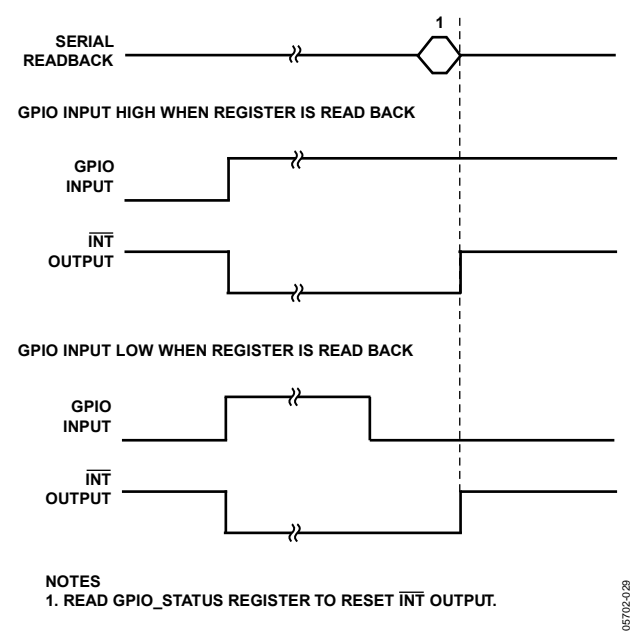 1
SERIAL
READBACK
GPIO INPUT HIGH WHEN REGISTER IS READ BACK
GPIO
INPUT
INT
OUTPUT
GPIO INPUT LOW WHEN REGISTER IS READ BACK
GPIO
INPUT
INT
OUTPUT
NOTES
1. READ GPIO_STATUS REGISTER TO RESET INT OUTPUT.
05702-029